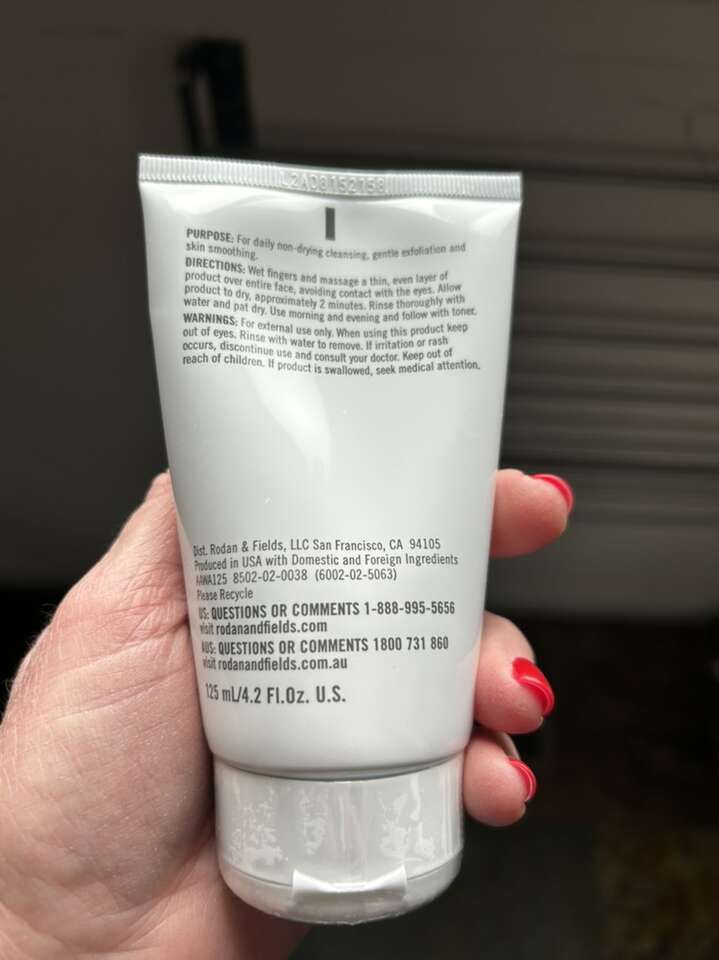 PURPOSE: For daily non-drying cleansing, gentle exfoliation and
skin smoothing.
DIRECTIONS: Wet fingers and massage a thin, even layer of
product over entire face, avoiding contact with the eyes. Allow
product to dry, approximately 2 minutes. Rinse thoroughly with
water and pat dry. Use morning and evening and follow with toner.
WARNINGS: For external use only. When using this product keep
out of eyes. Rinse with water to remove. If irritation or rash
occurs, discontinue use and consult your doctor. Keep out of
reach of children. If product is swallowed, seek medical attention.
Dist. Rodan & Fields, LLC San Francisco, CA 94105
Produced in USA with Domestic and Foreign Ingredients
8502-02-0038 (6002-02-5063)
Please Recycle
US: QUESTIONS OR COMMENTS 1-888-995-5656
visit rodanandfields.com
AUS: QUESTIONS OR COMMENTS 1800 731 860
visit rodanandfields.com.au
125 mL/4.2 Fl.Oz. U.S.